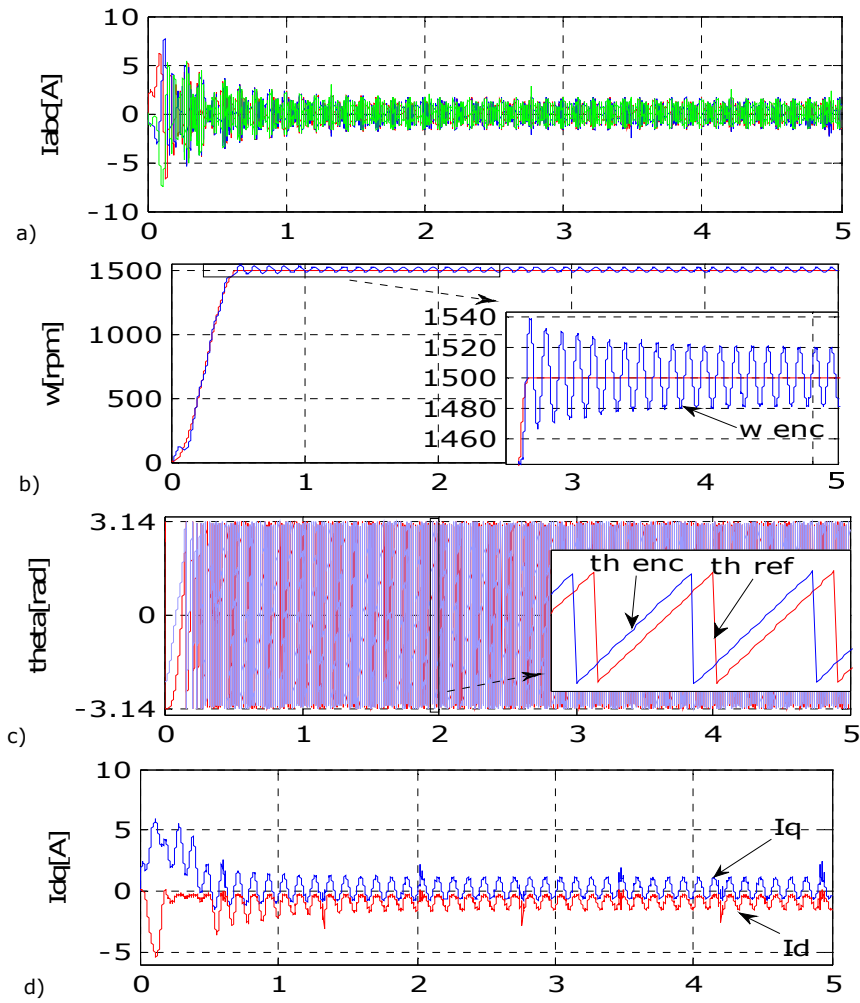 10
5
0
-5
-10
Iabc[A]
0 1 2 3 4 5
a)
1500
1000
500
0
w[rpm]
1540
1520
1500
1480
1460
w enc
0 1 2 3 4 5
b)
3.14
0
-3.14
theta[rad]
th enc
th ref
0 1 2 3 4 5
c)
10
5
0
-5
Idq[A]
Iq
Id
0 1 2 3 4 5
d)